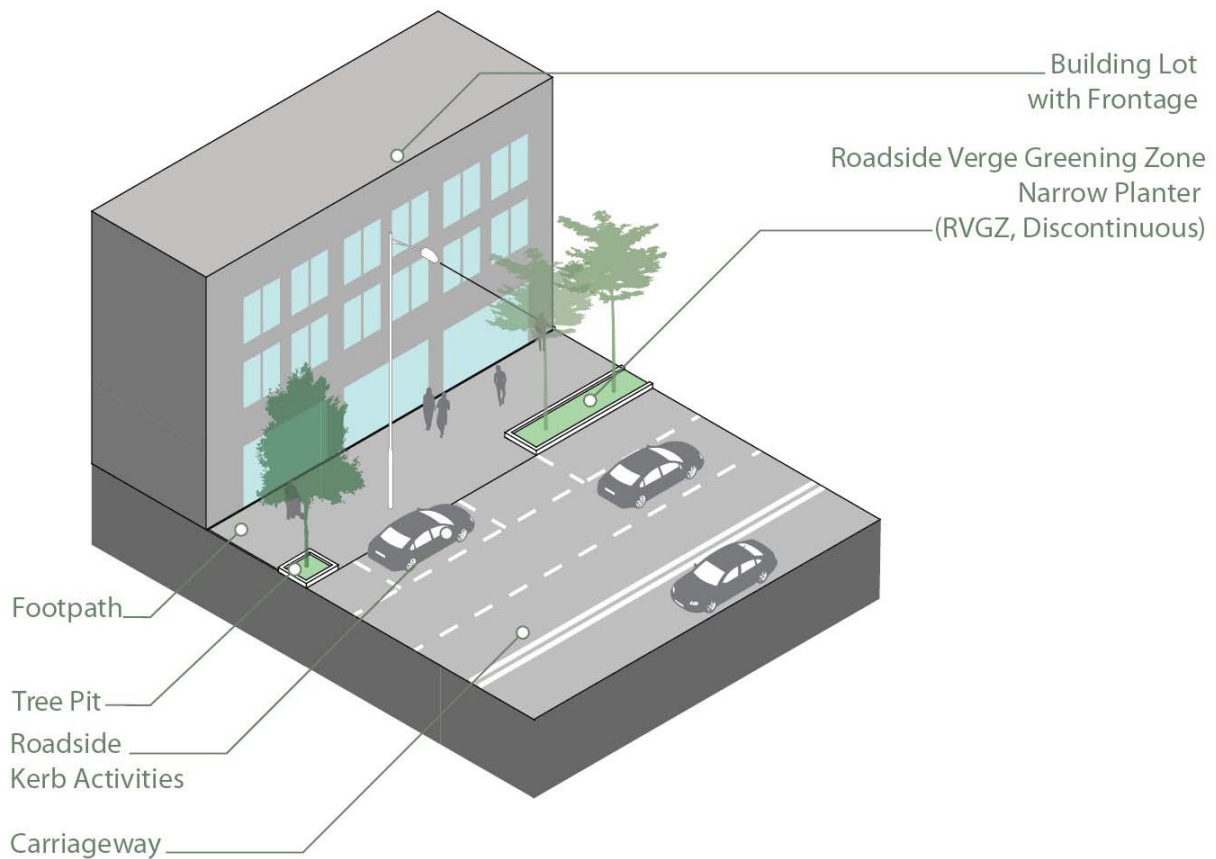 Building Lot
with Frontage
Roadside Verge Greening Zone
Narrow Planter
(RVGZ, Discontinuous)
Footpath
Tree Pit
Roadside
Kerb Activities
Carriageway